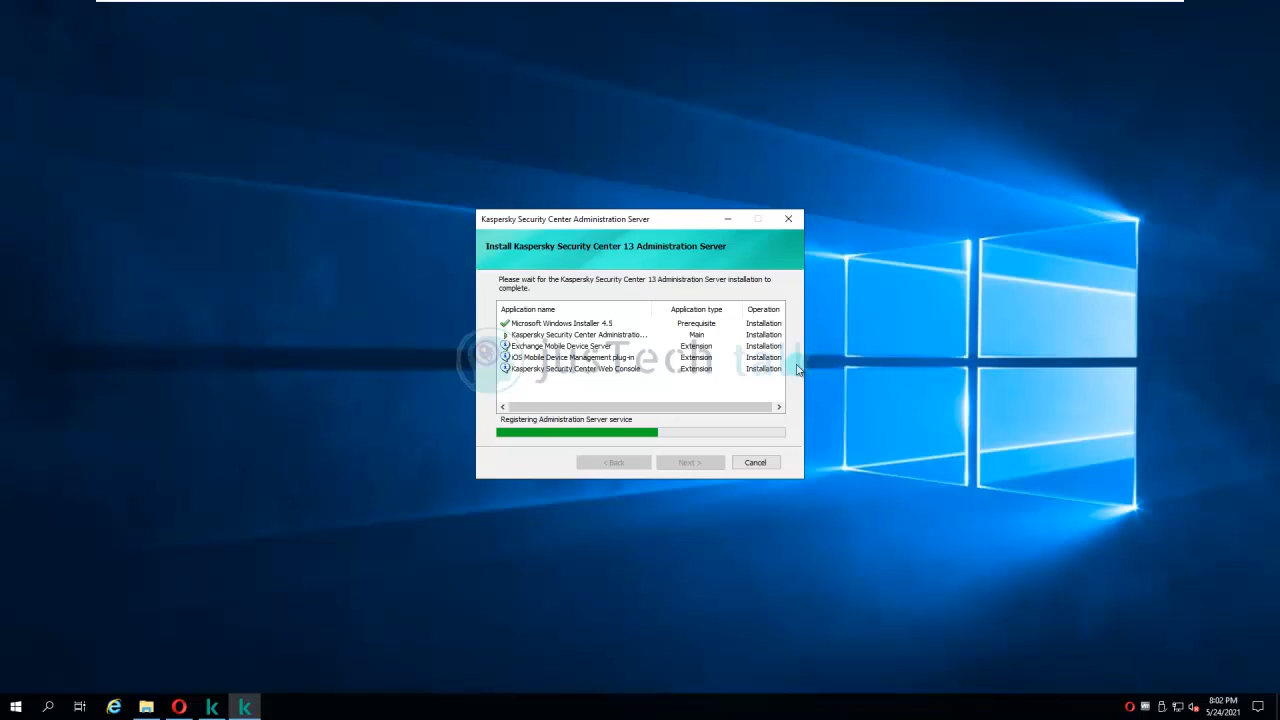 Kaspersky Security Center Administration Server
Install Kaspersky Security Center 13 Administration Server
Please wait for the Kaspersky Security Center 13 Administration Server installation to
complete.
Application name Application type Operation
Microsoft Windows Installer 4.5 Prerequisite Installation
Kaspersky Security Center Administratio... Main Installation
Exchange Mobile Device Server Extension Installation
iOS Mobile Device Management plug-in Extension Installation
Kaspersky Security Center Web Console Extension Installation
Registering Administration Server service
< Back Next > Cancel
8:02 PM
5/24/2021